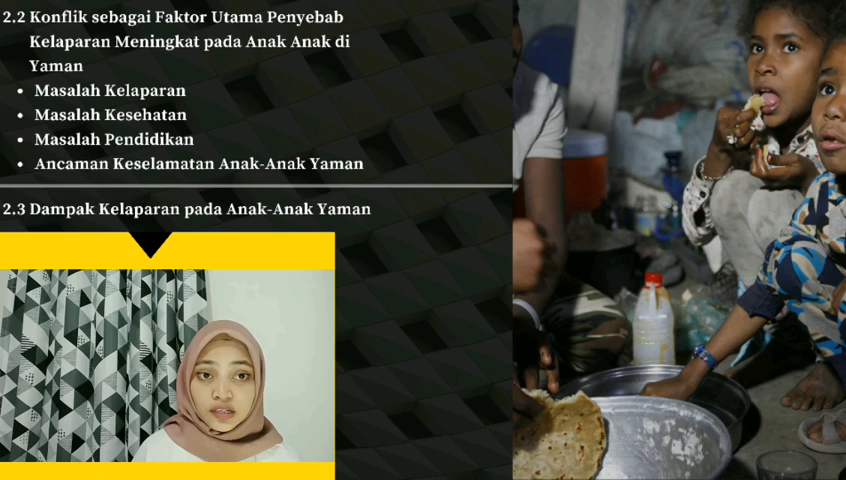 2.2 Konflik sebagai Faktor Utama Penyebab
Kelaparan Meningkat pada Anak Anak di
Yaman
• Masalah Kelaparan
• Masalah Kesehatan
• Masalah Pendidikan
• Ancaman Keselamatan Anak-Anak Yaman
2.3 Dampak Kelaparan pada Anak-Anak Yaman